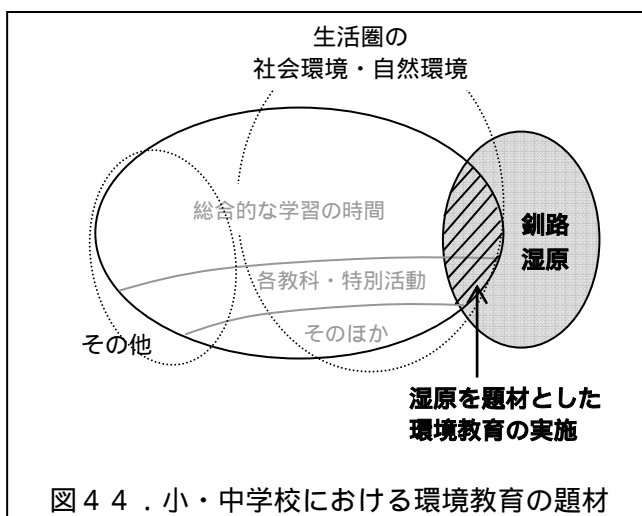 生活圏の
社会環境・自然環境
総合的な学習の時間
釧路
湿原
各教科・特別活動
そのほか
その他
湿原を題材とした
環境教育の実施
図４４．小・中学校における環境教育の題材